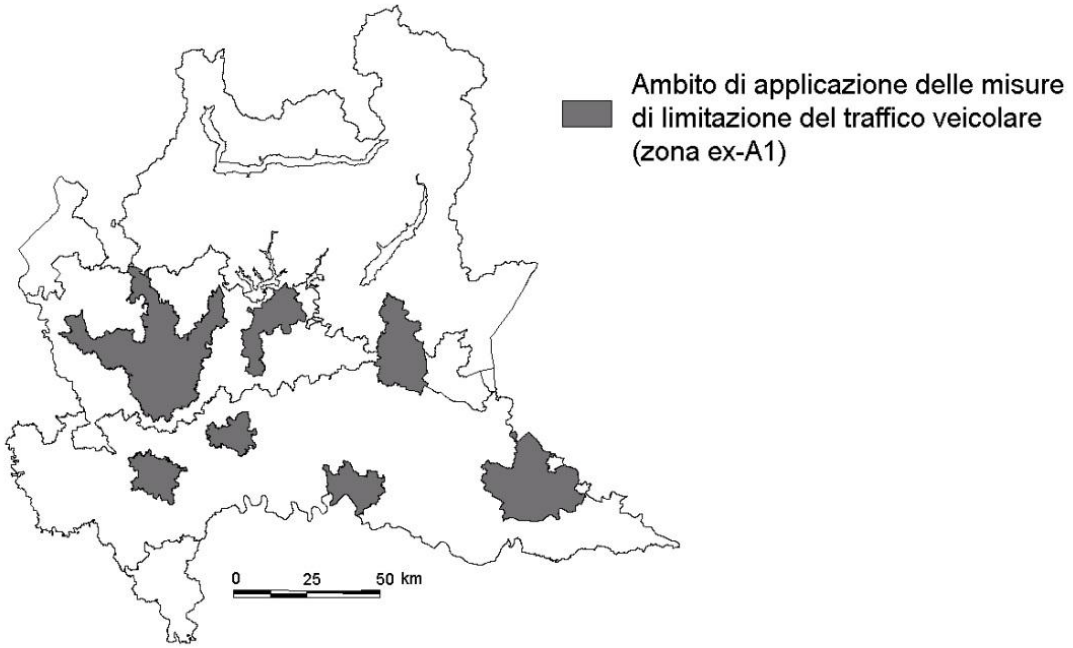 Ambito di applicazione delle misure
di limitazione del traffico veicolare
(zona ex-A1)
0 25 50 km